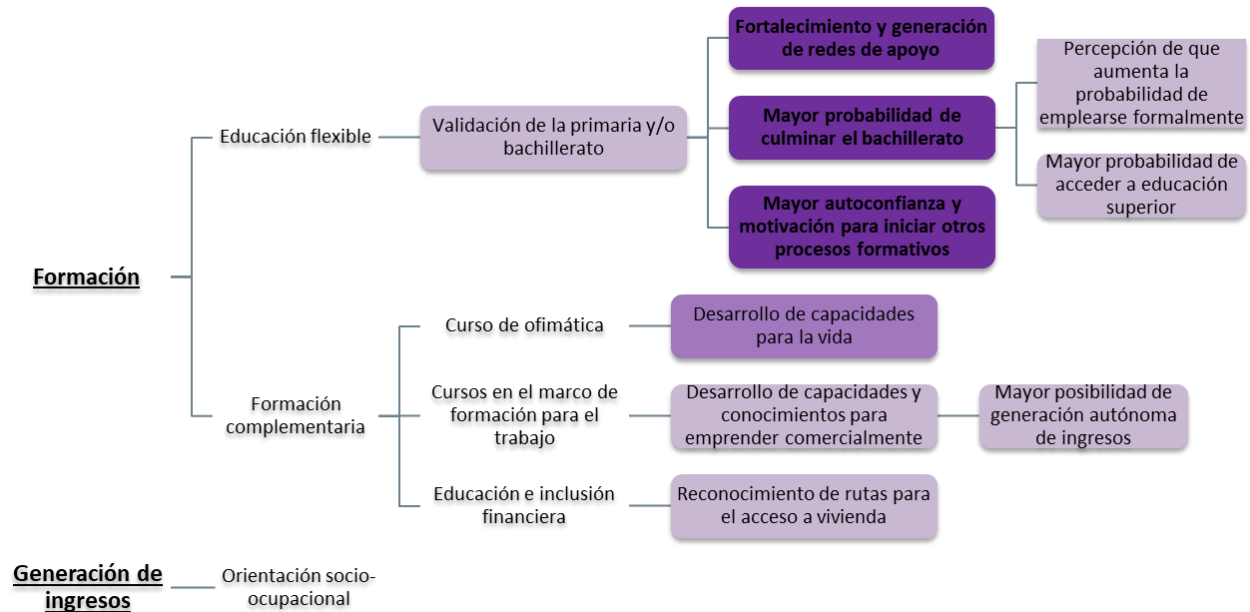 Fortalecimiento y generación
de redes de apoyo
Percepción de que
aumenta la
probabilidad de
emplearse formalmente
Educación flexible
Validación de la primaria y/o
bachillerato
Mayor probabilidad de
culminar el bachillerato
Mayor probabilidad de
acceder a educación
superior
Mayor autoconfianza y
motivación para iniciar otros
procesos formativos
Formación
Curso de ofimática
Desarrollo de capacidades
para la vida
Formación
complementaria
Cursos en el marco de
formación para el
trabajo
Desarrollo de capacidades y
conocimientos para
emprender comercialmente
Mayor posibilidad de
generación autónoma
de ingresos
Educación e inclusión
financiera
Reconocimiento de rutas para
el acceso a vivienda
Generación de
ingresos
Orientación socio-
ocupacional